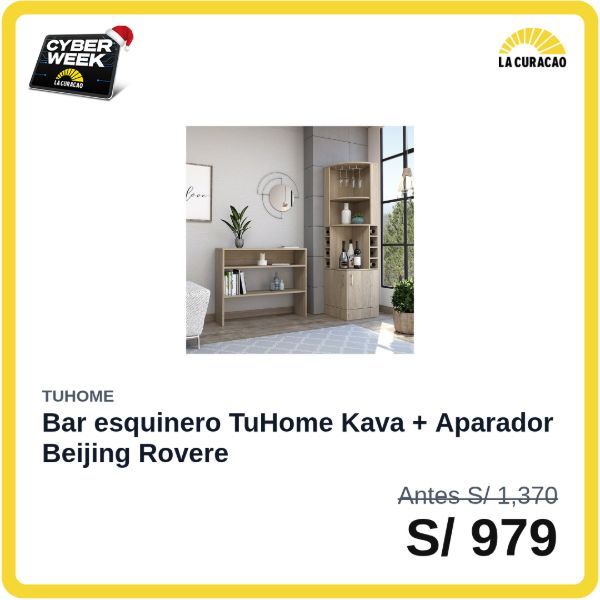 CYBER
WEEK
LA CURACAO
LA CURACAO
TUHOME
Bar esquinero TuHome Kava + Aparador
Beijing Rovere
Antes S/ 1,370
S/ 979